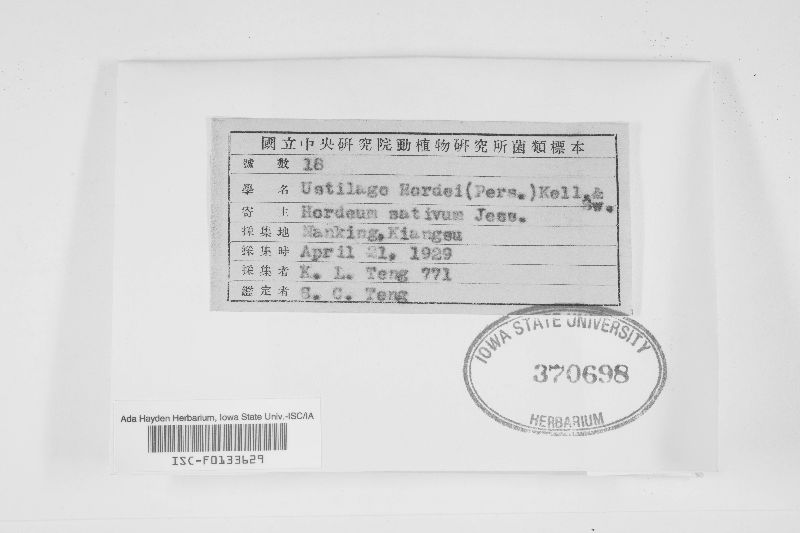 國立中央研究院動植物研究所菌類標本
號數 18
學名 Ustilago Hordei(Pers.)Kell.& Sw.
寄主 Hordeum sativum Jess.
採集地 Nanking,Kiangsu
採集時 April 21, 1929
採集者 K. L. Teng 771
鑑定者 S. C. Teng
IOWA STATE UNIVERSITY
370698
HERBARIUM
Ada Hayden Herbarium, Iowa State Univ.-ISC/IA
ISC-F0133629